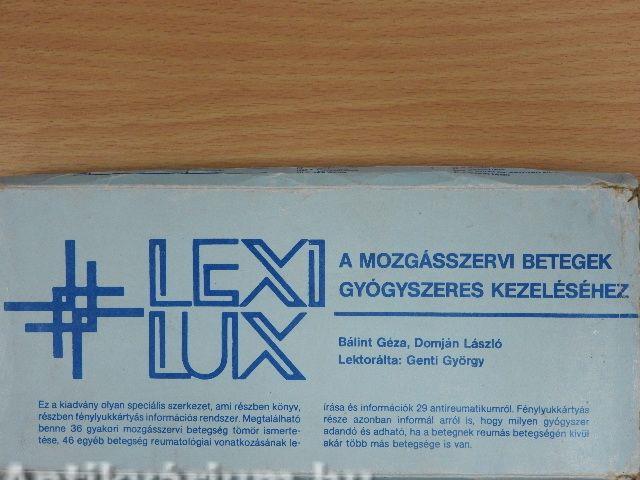 LEXI
LUX
A MOZGÁSSZERVI BETEGEK
GYÓGYSZERES KEZELÉSÉHEZ
Bálint Géza, Domján László
Lektorálta: Genti György
Ez a kiadvány olyan speciális szerkezet, ami részben könyv,
részben fénylyukkártyás információs rendszer. Megtalálható
benne 36 gyakori mozgásszervi betegség tömör ismerte-
tése, 46 egyéb betegség reumatológiai vonatkozásának le-
írása és információk 29 antireumatikumról. Fénylyukkártyás
része azonban informál arról is, hogy milyen gyógyszer
adandó és adható, ha a betegnek reumás betegségén kívül
akár több más betegsége is van.
Antikvárium.hu